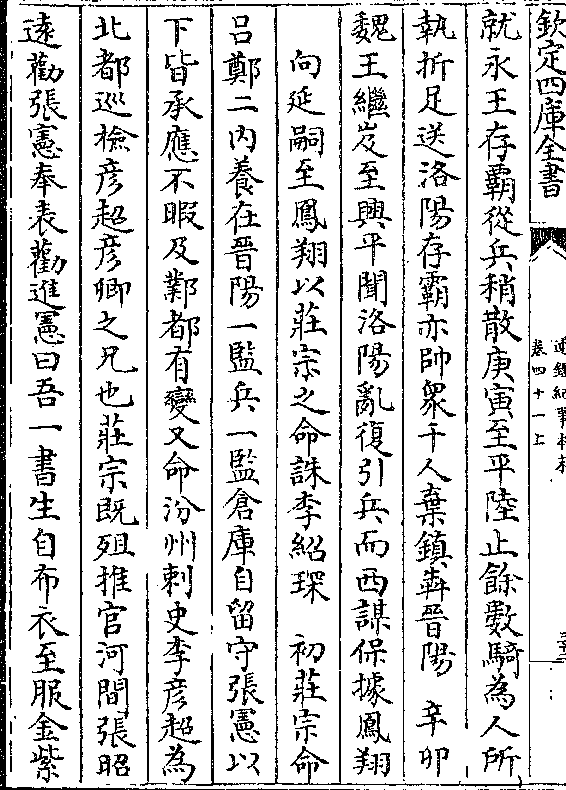 欽定四庫全書
通鑑紀事本末
卷四十一上
三十三
就永王存霸從兵稍散庚寅至平陸止餘數騎為人所
執折足送洛陽存霸亦帥衆千人棄鎮犇晉陽　辛卯
魏王繼岌至興平聞洛陽亂復引兵而西謀保據鳳翔
向延嗣至鳳翔以莊宗之命誅李紹琛　初莊宗命
吕鄭二内養在晉陽一監兵一監倉庫自留守張憲以
下皆承應不暇及鄴都有變又命汾州刺史李彦超為
北都巡檢彦超彦卿之兄也莊宗既殂推官河間張昭
遠勸張憲奉表勸進憲曰吾一書生自布衣至服金紫